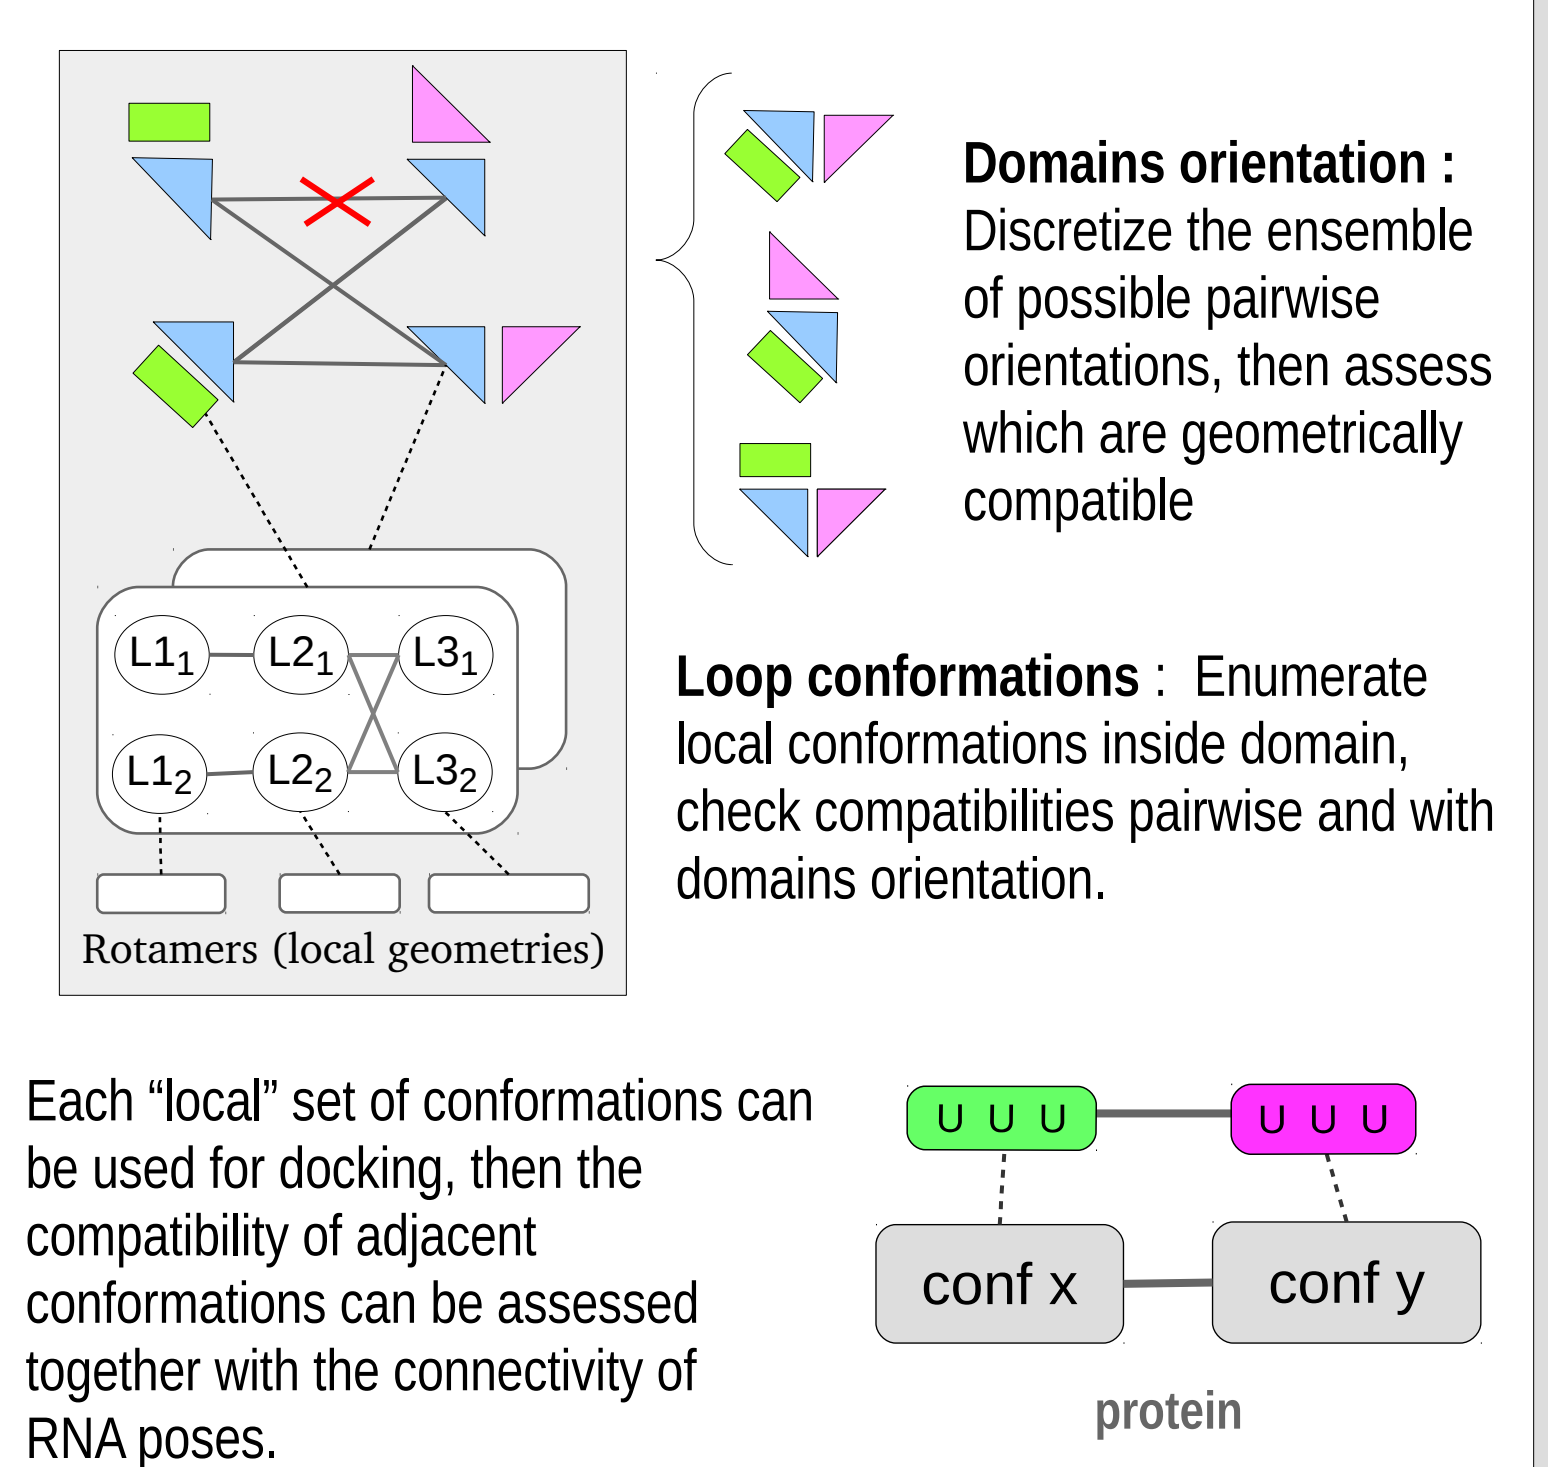 Domains orientation :
Discretize the ensemble
of possible pairwise
orientations, then assess
which are geometrically
compatible
L1₁ L2₁ L3₁
L1₂ L2₂ L3₂
Rotamers (local geometries)
Loop conformations :  Enumerate
local conformations inside domain,
check compatibilities pairwise and with
domains orientation.
Each “local” set of conformations can
be used for docking, then the
compatibility of adjacent
conformations can be assessed
together with the connectivity of
RNA poses.
U U U U U U
conf x conf y
protein